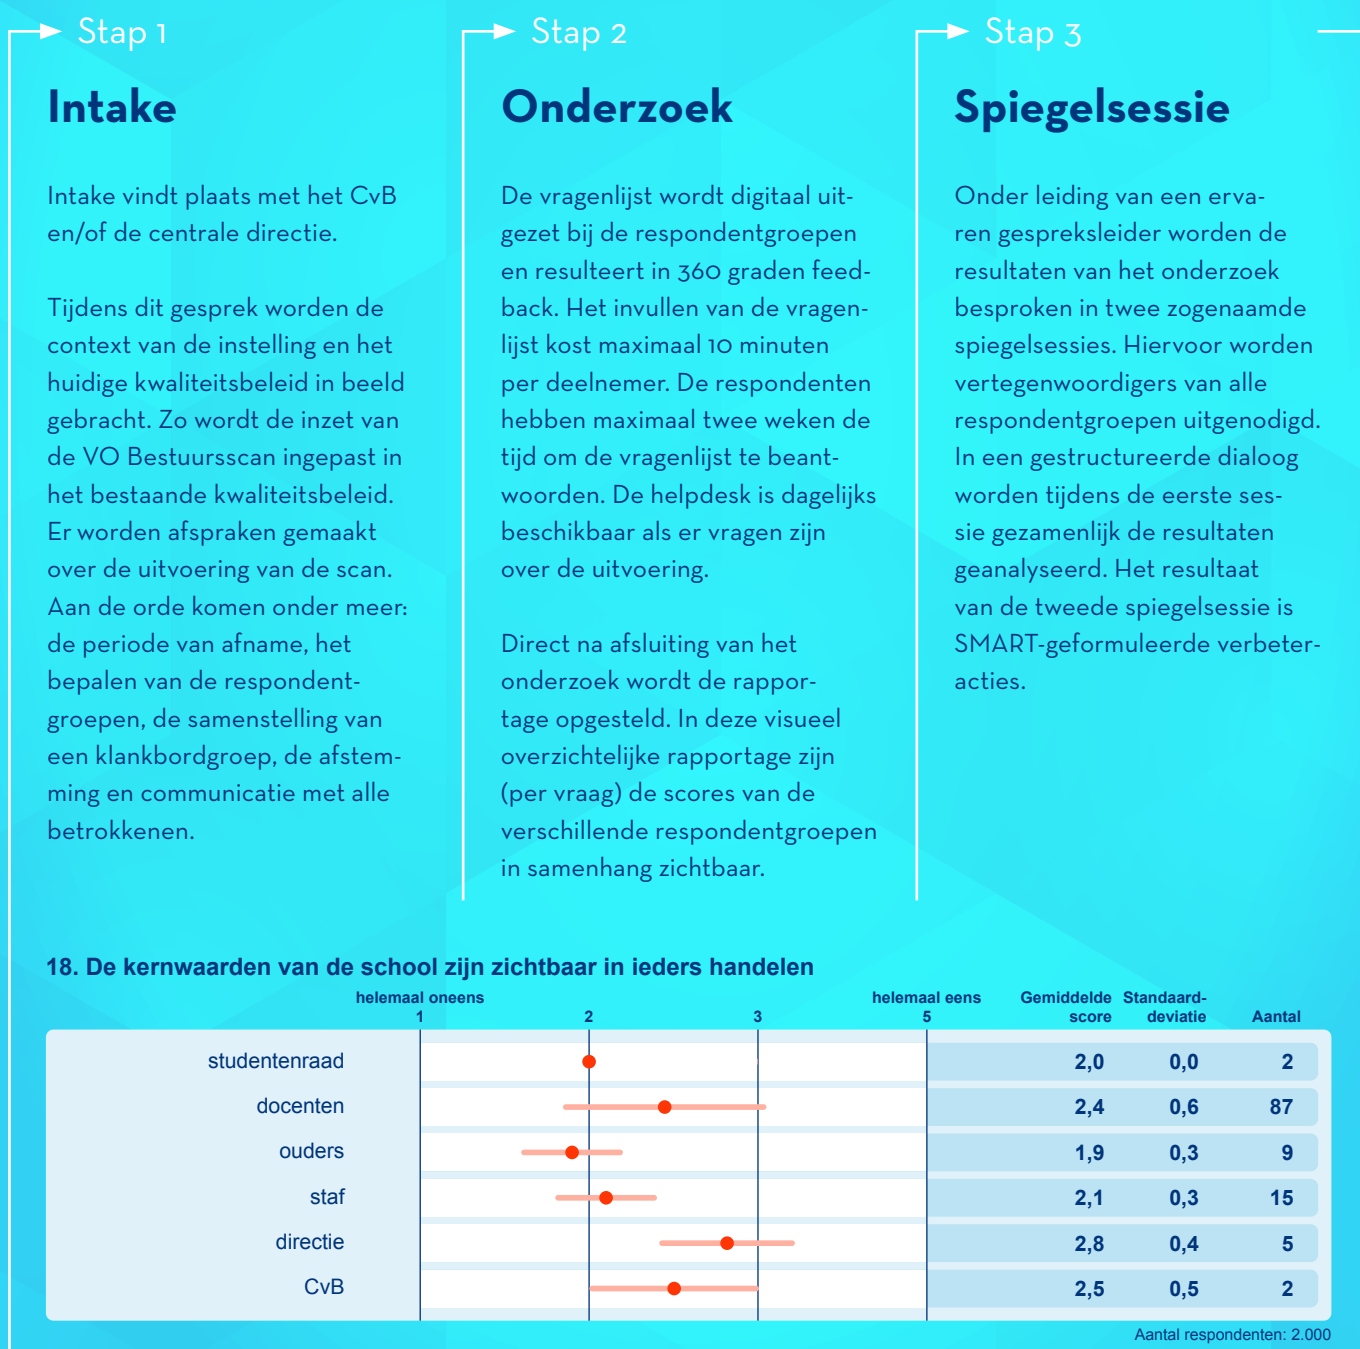 Stap 1
Intake
Intake vindt plaats met het CvB
en/of de centrale directie.
Tijdens dit gesprek worden de
context van de instelling en het
huidige kwaliteitsbeleid in beeld
gebracht. Zo wordt de inzet van
de VO Bestuursscan ingepast in
het bestaande kwaliteitsbeleid.
Er worden afspraken gemaakt
over de uitvoering van de scan.
Aan de orde komen onder meer:
de periode van afname, het
bepalen van de respondent-
groepen, de samenstelling van
een klankbordgroep, de afstem-
ming en communicatie met alle
betrokkenen.
Stap 2
Onderzoek
De vragenlijst wordt digitaal uit-
gezet bij de respondentgroepen
en resulteert in 360 graden feed-
back. Het invullen van de vragen-
lijst kost maximaal 10 minuten
per deelnemer. De respondenten
hebben maximaal twee weken de
tijd om de vragenlijst te beant-
woorden. De helpdesk is dagelijks
beschikbaar als er vragen zijn
over de uitvoering.
Direct na afsluiting van het
onderzoek wordt de rappor-
tage opgesteld. In deze visueel
overzichtelijke rapportage zijn
(per vraag) de scores van de
verschillende respondentgroepen
in samenhang zichtbaar.
Stap 3
Spiegelsessie
Onder leiding van een erva-
ren gespreksleider worden de
resultaten van het onderzoek
besproken in twee zogenaamde
spiegelsessies. Hiervoor worden
vertegenwoordigers van alle
respondentgroepen uitgenodigd.
In een gestructureerde dialoog
worden tijdens de eerste ses-
sie gezamenlijk de resultaten
geanalyseerd. Het resultaat
van de tweede spiegelsessie is
SMART-geformuleerde verbeter-
acties.
18. De kernwaarden van de school zijn zichtbaar in ieders handelen
helemaal oneens helemaal eens Gemiddelde Standaard-
1 2 3 5 score deviatie Aantal
studentenraad 2,0 0,0 2
docenten 2,4 0,6 87
ouders 1,9 0,3 9
staf 2,1 0,3 15
directie 2,8 0,4 5
CvB 2,5 0,5 2
Aantal respondenten: 2.000